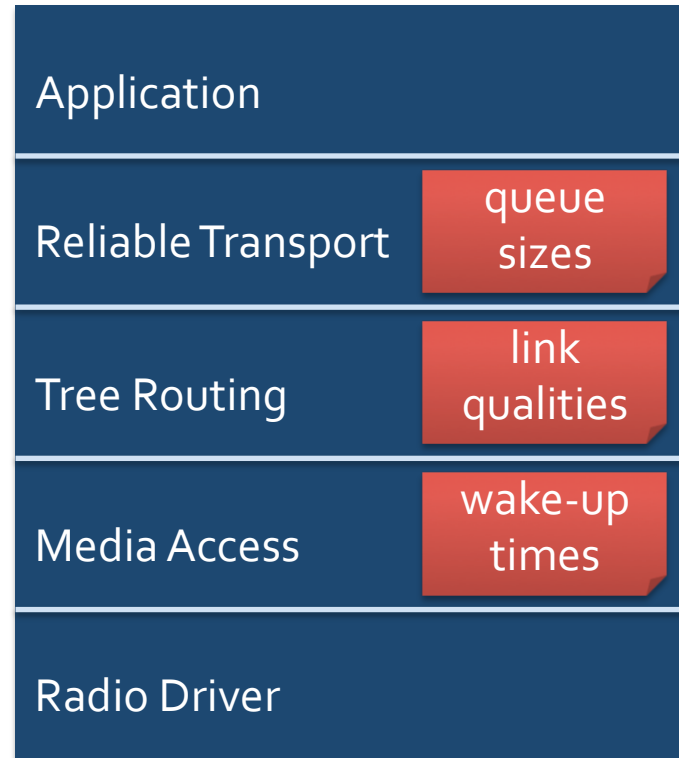 Application
Reliable Transport
queue
sizes
Tree Routing
link
qualities
Media Access
wake-up
times
Radio Driver